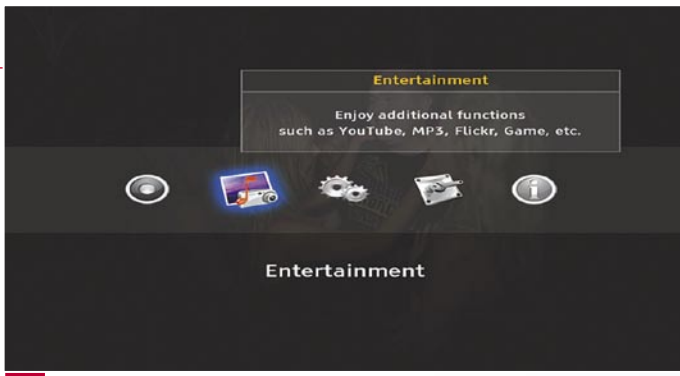 Entertainment
Enjoy additional functions
such as YouTube, MP3, Flickr, Game, etc.
Entertainment